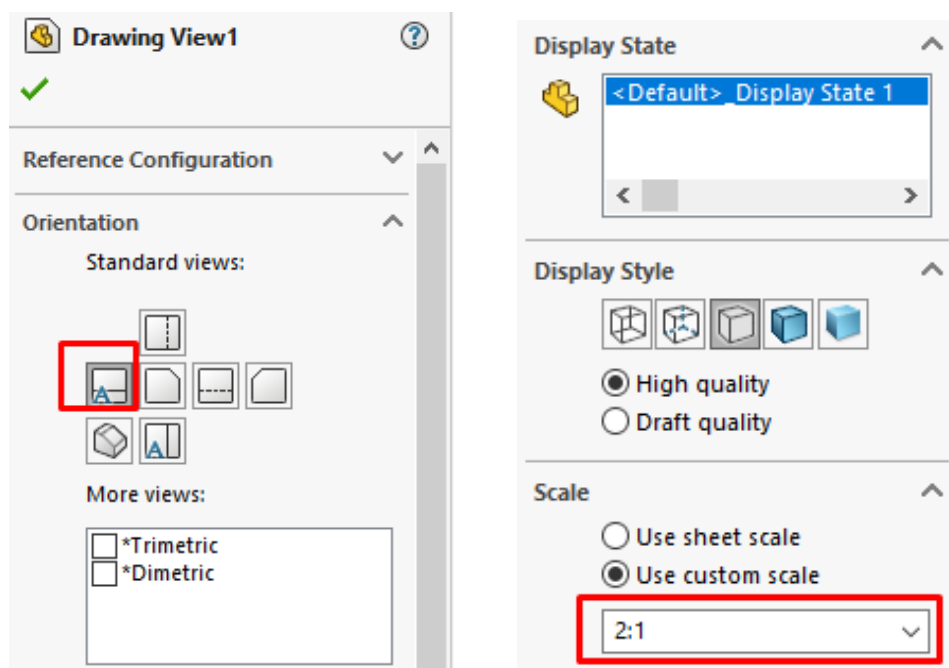 Drawing View1
?
Reference Configuration
Orientation
Standard views:
A
A
More views:
*Trimetric
*Dimetric
Display State
<Default>_Display State 1
Display Style
High quality
Draft quality
Scale
Use sheet scale
Use custom scale
2:1